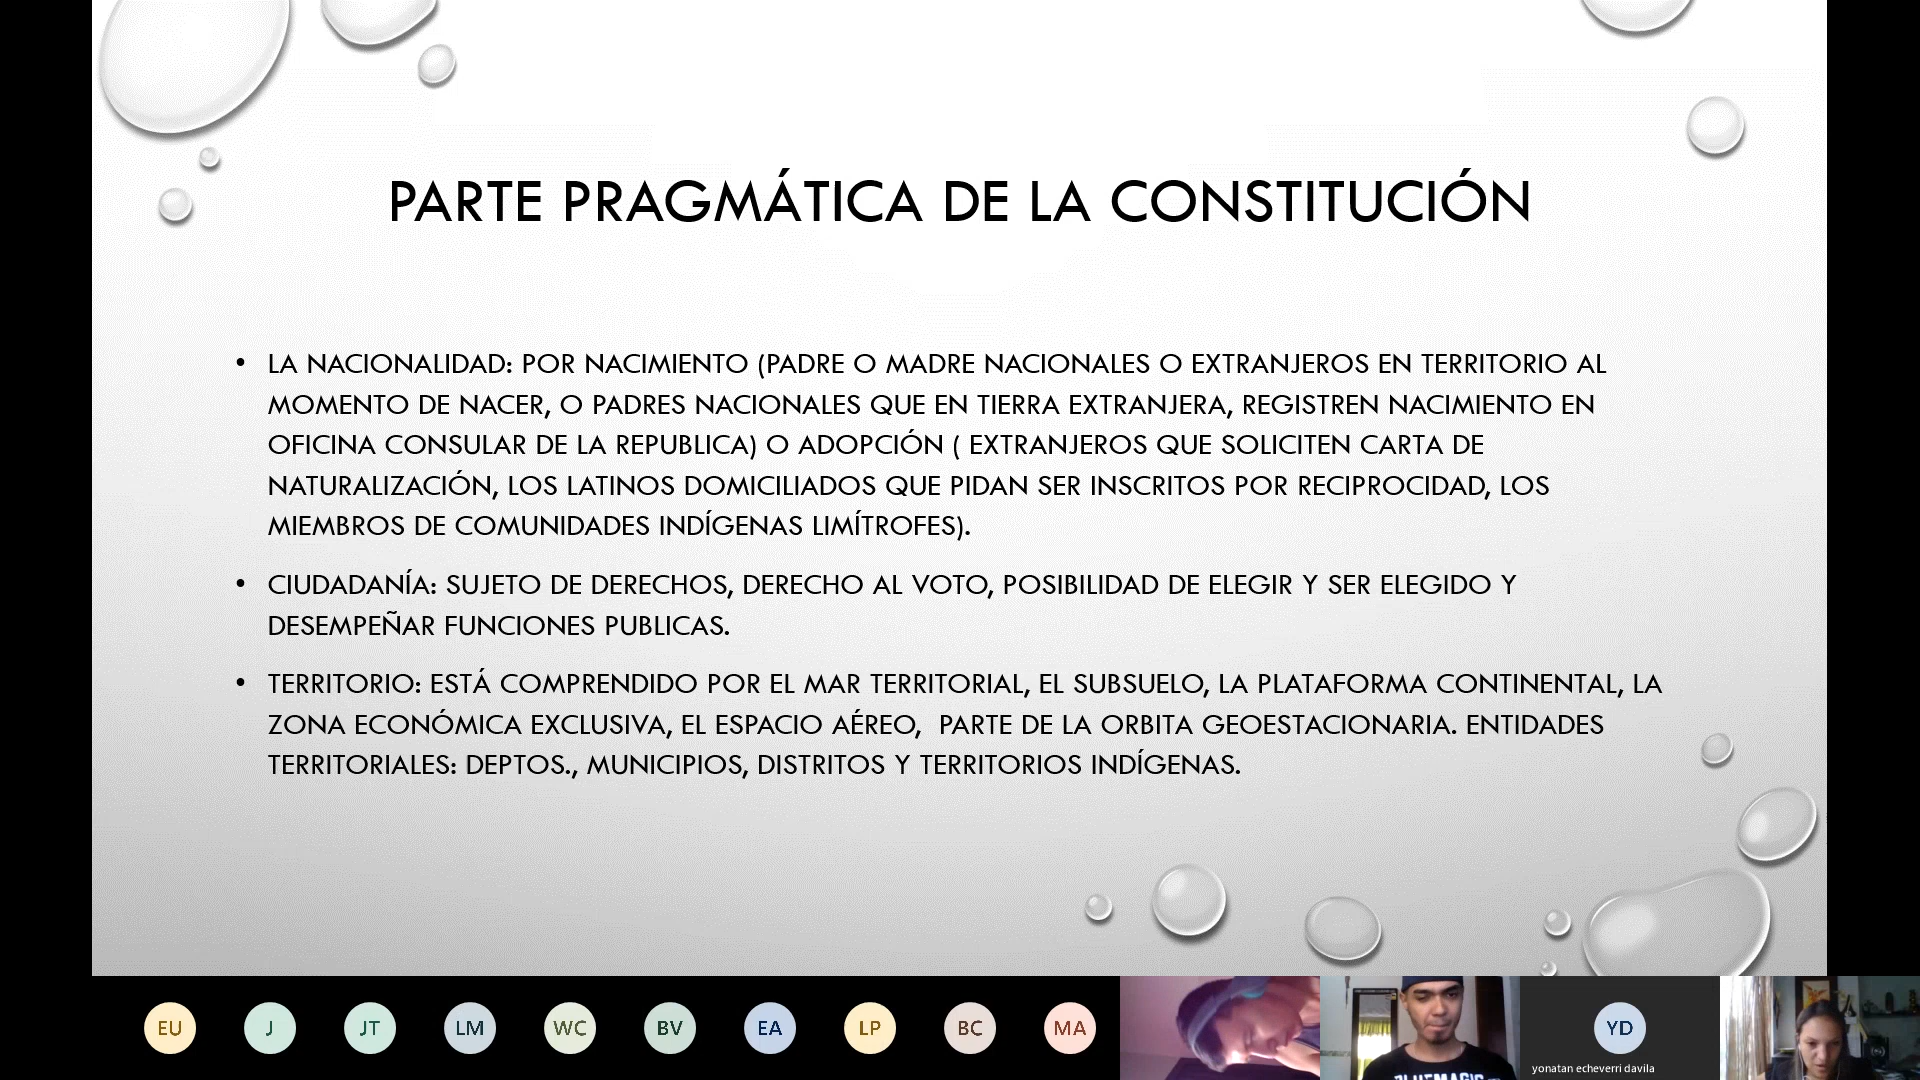 PARTE PRAGMÁTICA DE LA CONSTITUCIÓN
• LA NACIONALIDAD: POR NACIMIENTO (PADRE O MADRE NACIONALES O EXTRANJEROS EN TERRITORIO AL
MOMENTO DE NACER, O PADRES NACIONALES QUE EN TIERRA EXTRANJERA, REGISTREN NACIMIENTO EN
OFICINA CONSULAR DE LA REPUBLICA) O ADOPCIÓN ( EXTRANJEROS QUE SOLICITEN CARTA DE
NATURALIZACIÓN, LOS LATINOS DOMICILIADOS QUE PIDAN SER INSCRITOS POR RECIPROCIDAD, LOS
MIEMBROS DE COMUNIDADES INDÍGENAS LIMÍTROFES).
• CIUDADANÍA: SUJETO DE DERECHOS, DERECHO AL VOTO, POSIBILIDAD DE ELEGIR Y SER ELEGIDO Y
DESEMPEÑAR FUNCIONES PUBLICAS.
• TERRITORIO: ESTÁ COMPRENDIDO POR EL MAR TERRITORIAL, EL SUBSUELO, LA PLATAFORMA CONTINENTAL, LA
ZONA ECONÓMICA EXCLUSIVA, EL ESPACIO AÉREO, PARTE DE LA ORBITA GEOESTACIONARIA. ENTIDADES
TERRITORIALES: DEPTOS., MUNICIPIOS, DISTRITOS Y TERRITORIOS INDÍGENAS.
EU J JT LM WC BV EA LP BC MA YD
yonatan echeverri davila